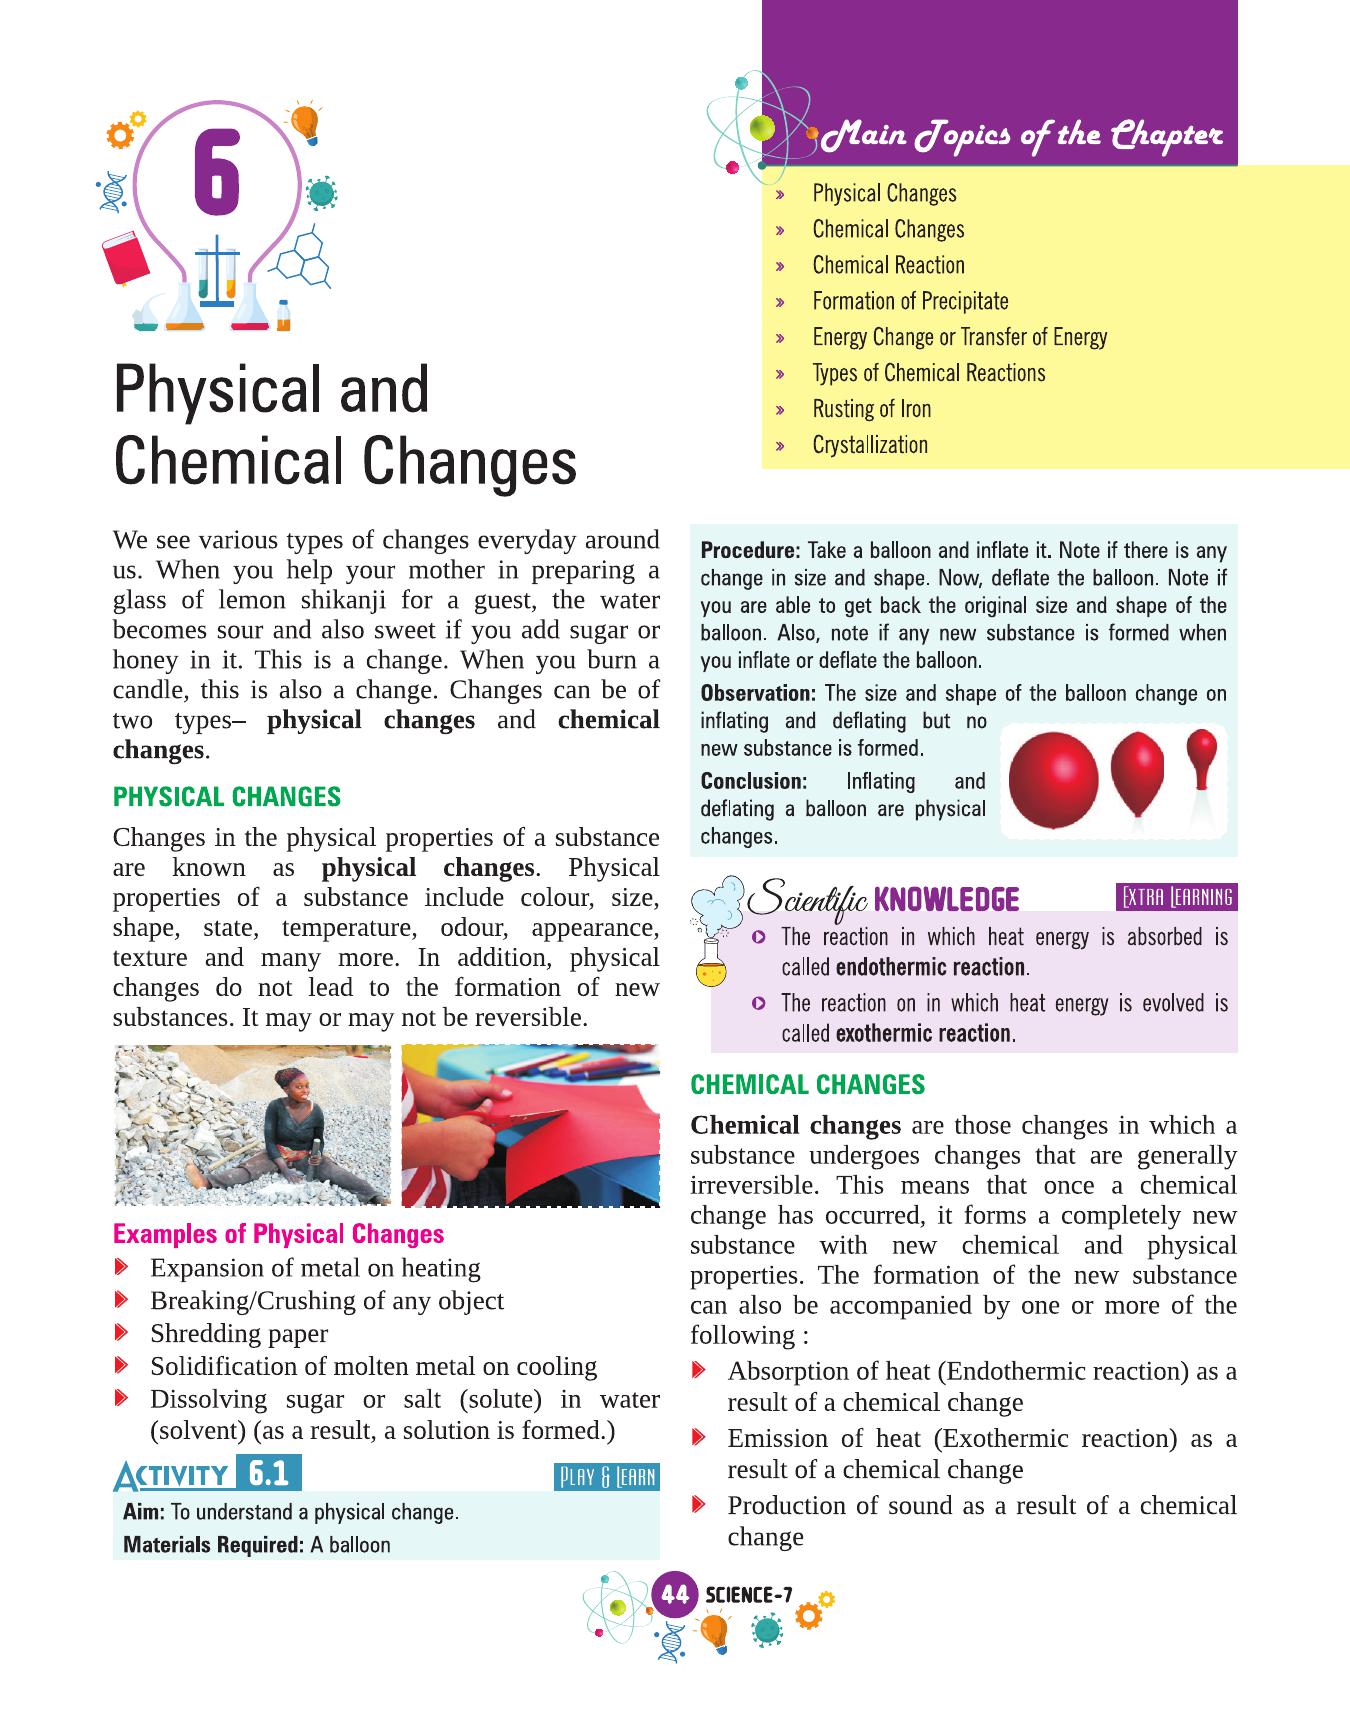 6
Physical and
Chemical Changes
Main Topics of the Chapter
» Physical Changes
» Chemical Changes
» Chemical Reaction
» Formation of Precipitate
» Energy Change or Transfer of Energy
» Types of Chemical Reactions
» Rusting of Iron
» Crystallization
We see various types of changes everyday around
us. When you help your mother in preparing a
glass of lemon shikanji for a guest, the water
becomes sour and also sweet if you add sugar or
honey in it. This is a change. When you burn a
candle, this is also a change. Changes can be of
two types– physical changes and chemical
changes.
PHYSICAL CHANGES
Changes in the physical properties of a substance
are known as physical changes. Physical
properties of a substance include colour, size,
shape, state, temperature, odour, appearance,
texture and many more. In addition, physical
changes do not lead to the formation of new
substances. It may or may not be reversible.
Examples of Physical Changes
Expansion of metal on heating
Breaking/Crushing of any object
Shredding paper
Solidification of molten metal on cooling
Dissolving sugar or salt (solute) in water
(solvent) (as a result, a solution is formed.)
ACTIVITY 6.1 PLAY & LEARN
Aim: To understand a physical change.
Materials Required: A balloon
Procedure: Take a balloon and inflate it. Note if there is any
change in size and shape. Now, deflate the balloon. Note if
you are able to get back the original size and shape of the
balloon. Also, note if any new substance is formed when
you inflate or deflate the balloon.
Observation: The size and shape of the balloon change on
inflating and deflating but no
new substance is formed.
Conclusion: Inflating and
deflating a balloon are physical
changes.
Scientific KNOWLEDGE EXTRA LEARNING
The reaction in which heat energy is absorbed is
called endothermic reaction.
The reaction on in which heat energy is evolved is
called exothermic reaction.
CHEMICAL CHANGES
Chemical changes are those changes in which a
substance undergoes changes that are generally
irreversible. This means that once a chemical
change has occurred, it forms a completely new
substance with new chemical and physical
properties. The formation of the new substance
can also be accompanied by one or more of the
following :
Absorption of heat (Endothermic reaction) as a
result of a chemical change
Emission of heat (Exothermic reaction) as a
result of a chemical change
Production of sound as a result of a chemical
change
44 SCIENCE-7